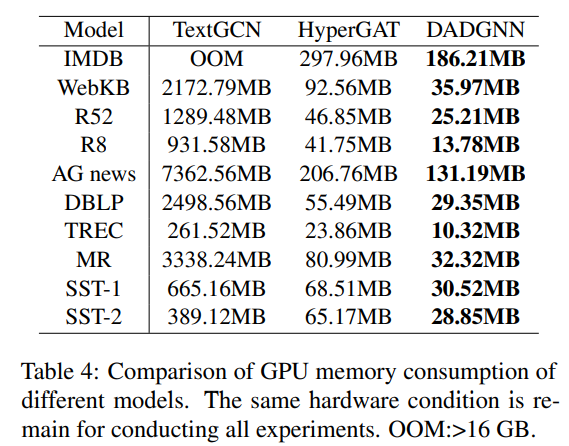 Model TextGCN HyperGAT DADGNN
IMDB OOM 297.96MB 186.21MB
WebKB 2172.79MB 92.56MB 35.97MB
R52 1289.48MB 46.85MB 25.21MB
R8 931.58MB 41.75MB 13.78MB
AG news 7362.56MB 206.76MB 131.19MB
DBLP 2498.56MB 55.49MB 29.35MB
TREC 261.52MB 23.86MB 10.32MB
MR 3338.24MB 80.99MB 32.32MB
SST-1 665.16MB 68.51MB 30.52MB
SST-2 389.12MB 65.17MB 28.85MB
Table 4: Comparison of GPU memory consumption of
different models. The same hardware condition is re-
main for conducting all experiments. OOM:>16 GB.